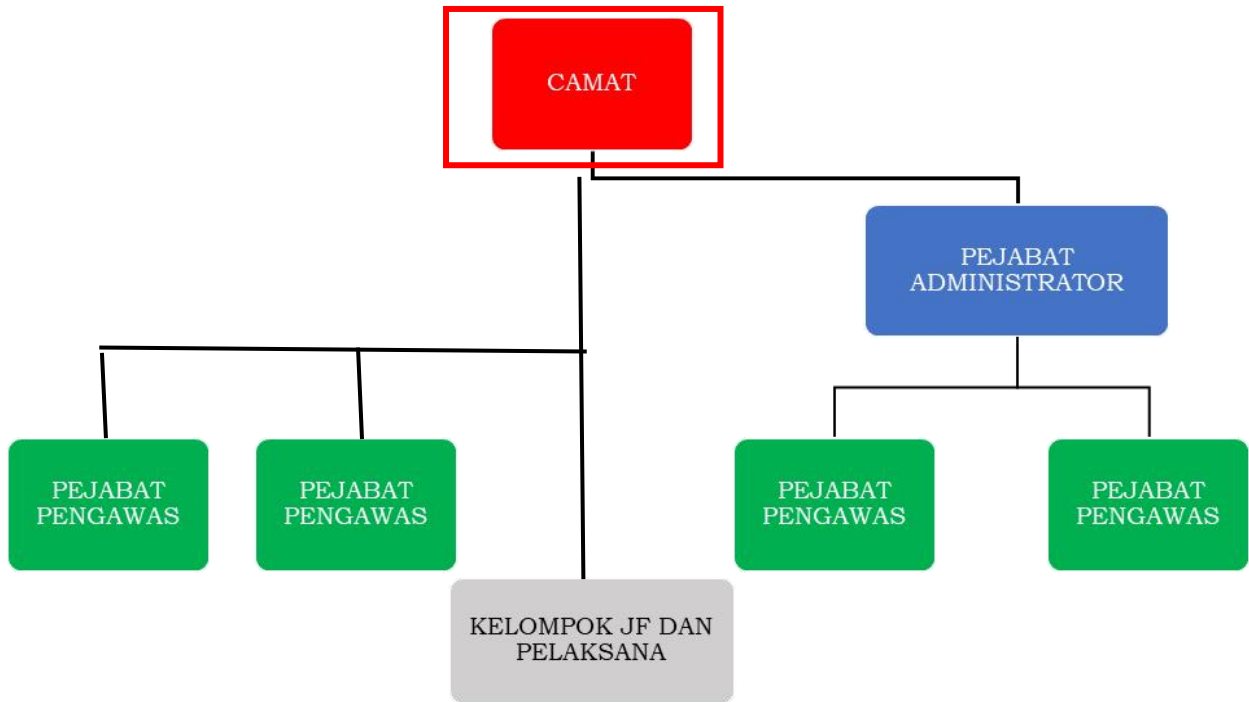 CAMAT
PEJABAT
ADMINISTRATOR
PEJABAT
PENGAWAS
PEJABAT
PENGAWAS
PEJABAT
PENGAWAS
PEJABAT
PENGAWAS
KELOMPOK JF DAN
PELAKSANA